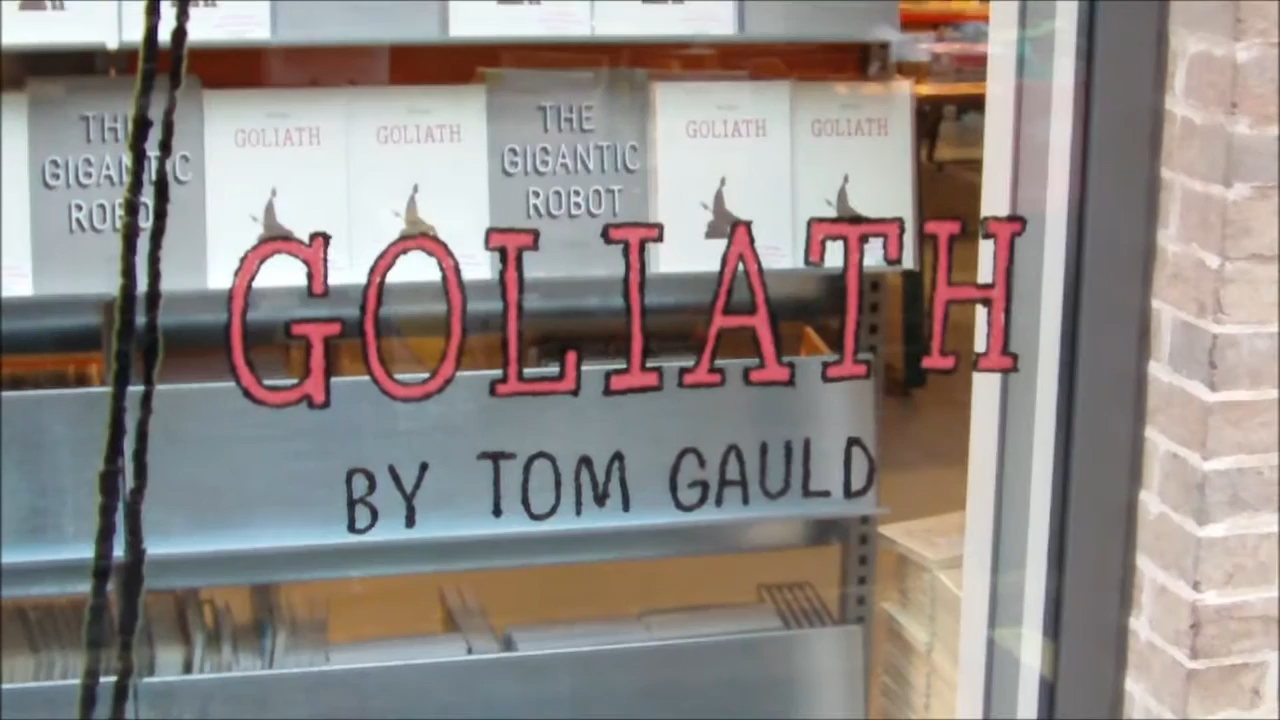 THE
GIGANTIC
ROBOT
GOLIATH
GOLIATH
THE
GIGANTIC
ROBOT
GOLIATH
GOLIATH
GOLIATH
BY TOM GAULD